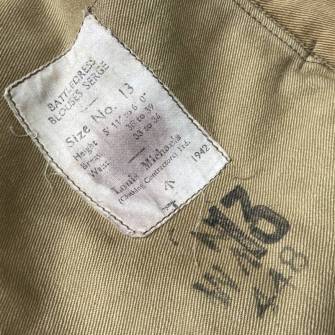 BATTLEDRESS
BLOUSES SERGE
Size No. 13
Height: 5' 11" to 6' 0"
Breast: 38 to 39
Waist: 33 to 34
Louis Michaels
(Clothing Contractors) Ltd.
1942
448